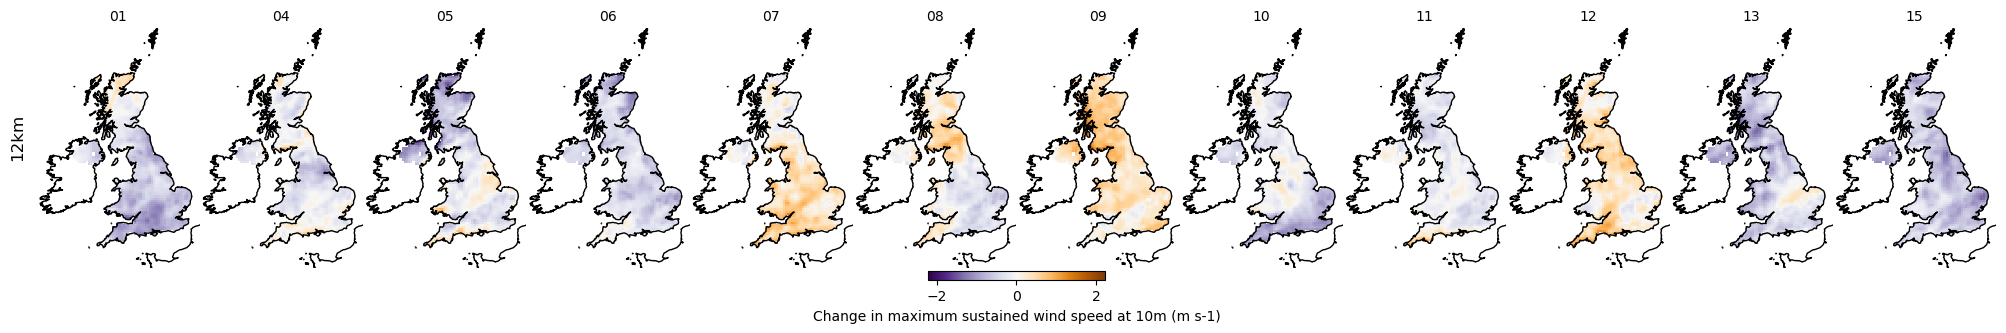 01 04 05 06 07 08 09 10 11 12 13 15
12km
−2 0 2
Change in maximum sustained wind speed at 10m (m s-1)